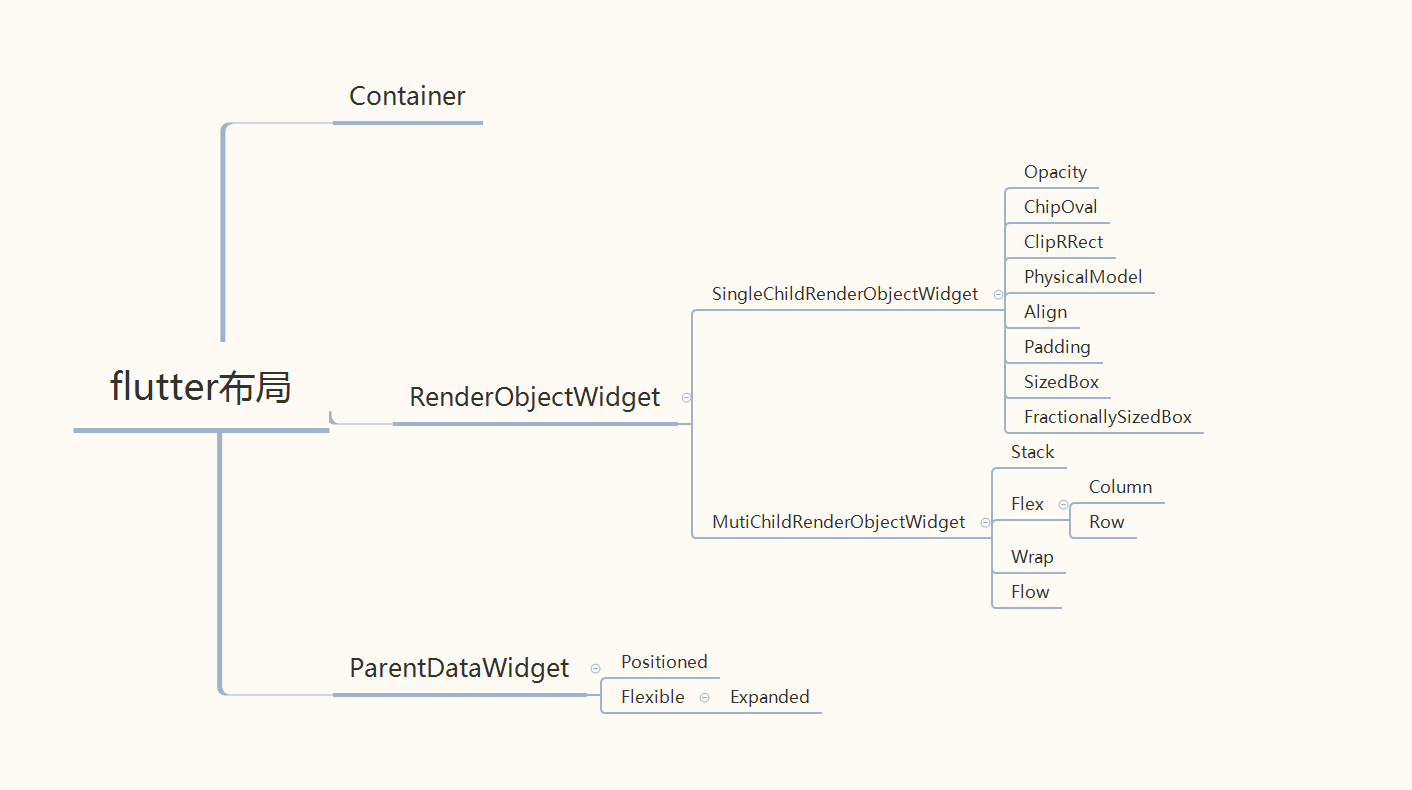 flutter布局
Container
RenderObjectWidget
SingleChildRenderObjectWidget
Opacity
ChipOval
ClipRRect
PhysicalModel
Align
Padding
SizedBox
FractionallySizedBox
MutiChildRenderObjectWidget
Stack
Flex
Column
Row
Wrap
Flow
ParentDataWidget
Positioned
Flexible
Expanded